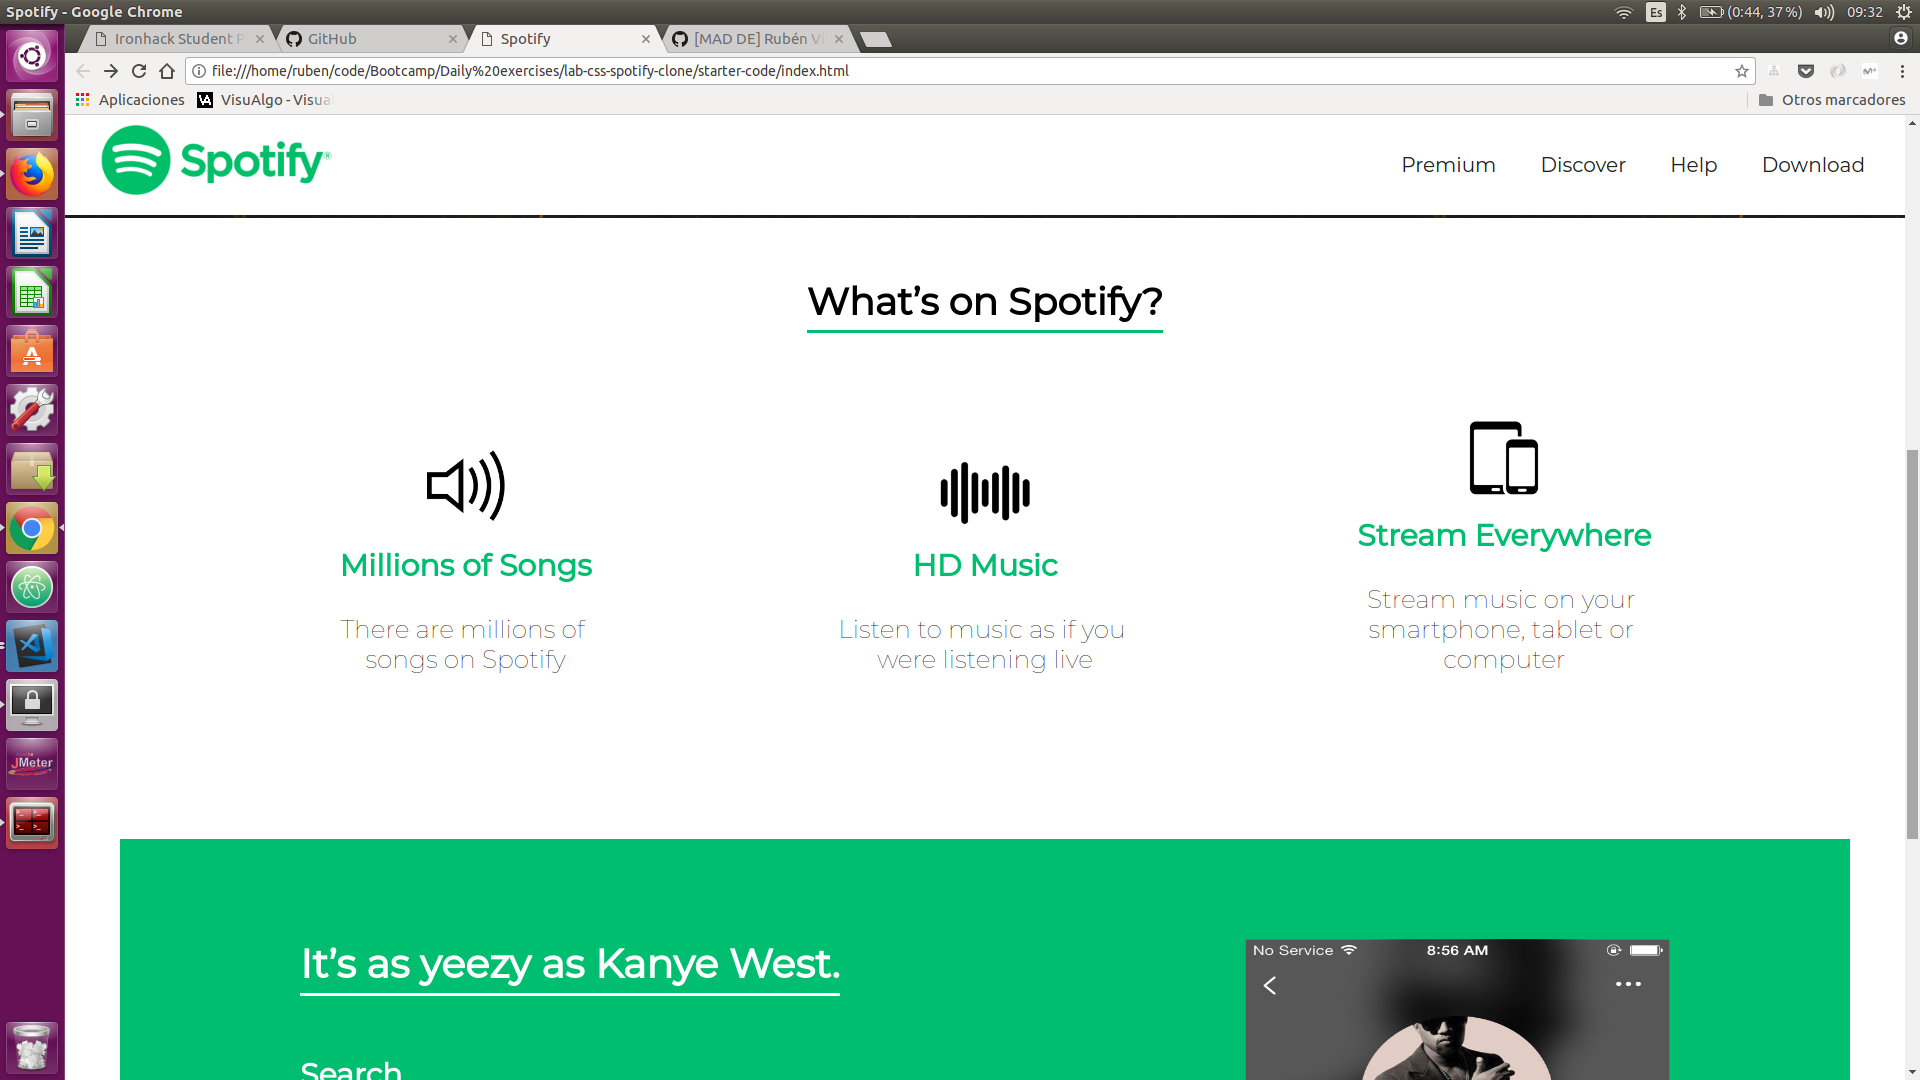 Spotify - Google Chrome
Es
(0:44, 37%)
09:32
Ironhack Student P
GitHub
Spotify
[MAD DE] Rubén Vi
file:///home/ruben/code/Bootcamp/Daily%20exercises/lab-css-spotify-clone/starter-code/index.html
Aplicaciones
VA
VisuAlgo - Visual
Otros marcadores
Spotify®
Premium
Discover
Help
Download
What’s on Spotify?
Millions of Songs
There are millions of
songs on Spotify
HD Music
Listen to music as if you
were listening live
Stream Everywhere
Stream music on your
smartphone, tablet or
computer
JMeter
It’s as yeezy as Kanye West.
Search
No Service
8:56 AM